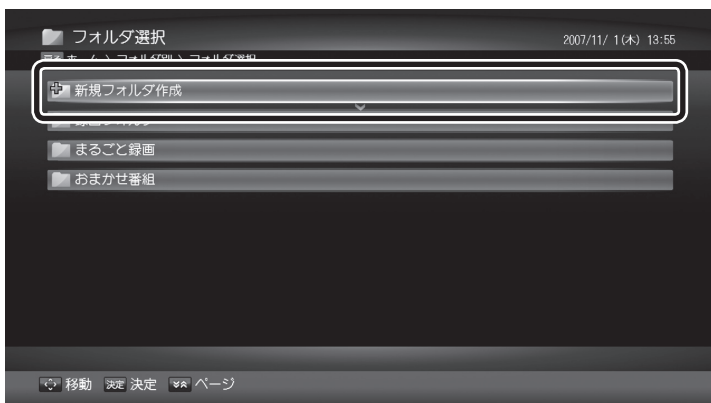 フォルダ選択
2007/11/ 1(木) 13:55
新規フォルダ作成
まるごと録画
おまかせ番組
移動 決定 決定 ページ